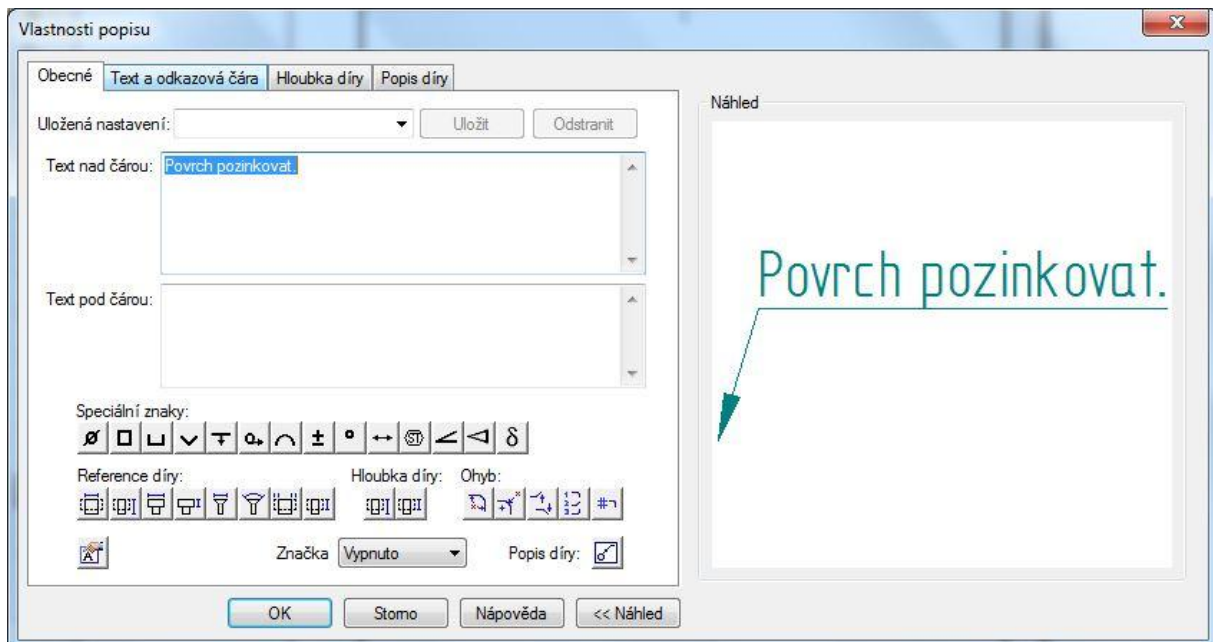 Vlastnosti popisu
Obecné Text a odkazová čára Hloubka díry Popis díry
Uložená nastavení: Uložit Odstranit
Text nad čárou: Povrch pozinkovat.
Text pod čárou:
Speciální znaky:
Reference díry: Hloubka díry: Ohyb:
Značka Vypnuto Popis díry:
OK Storno Nápověda << Náhled
Náhled
Povrch pozinkovat.